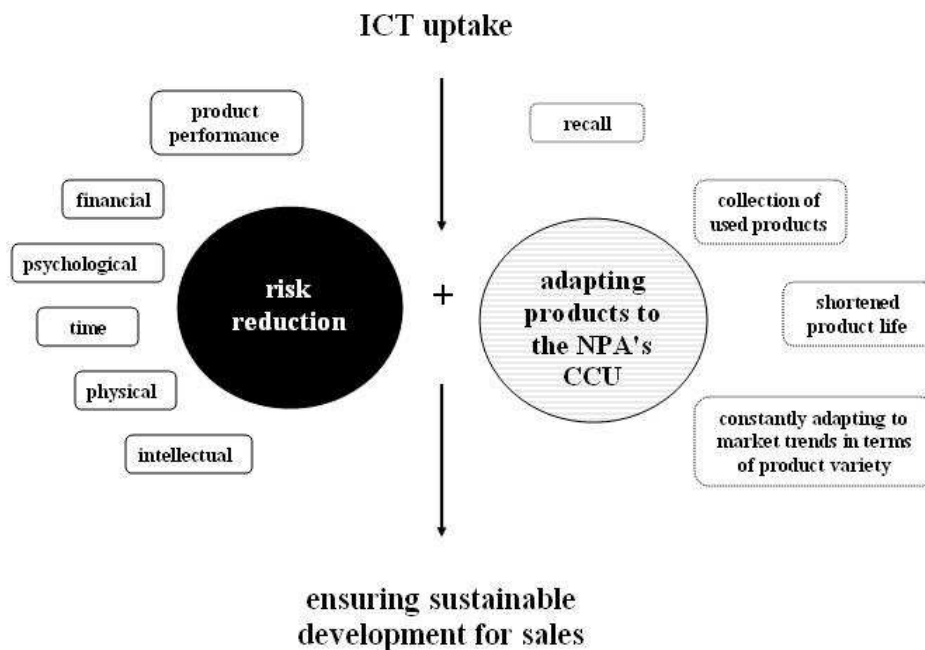 ICT uptake
product
performance
financial
psychological
time
physical
intellectual
risk
reduction
+
adapting
products to
the NPA's
CCU
recall
collection of
used products
shortened
product life
constantly adapting to
market trends in terms
of product variety
ensuring sustainable
development for sales